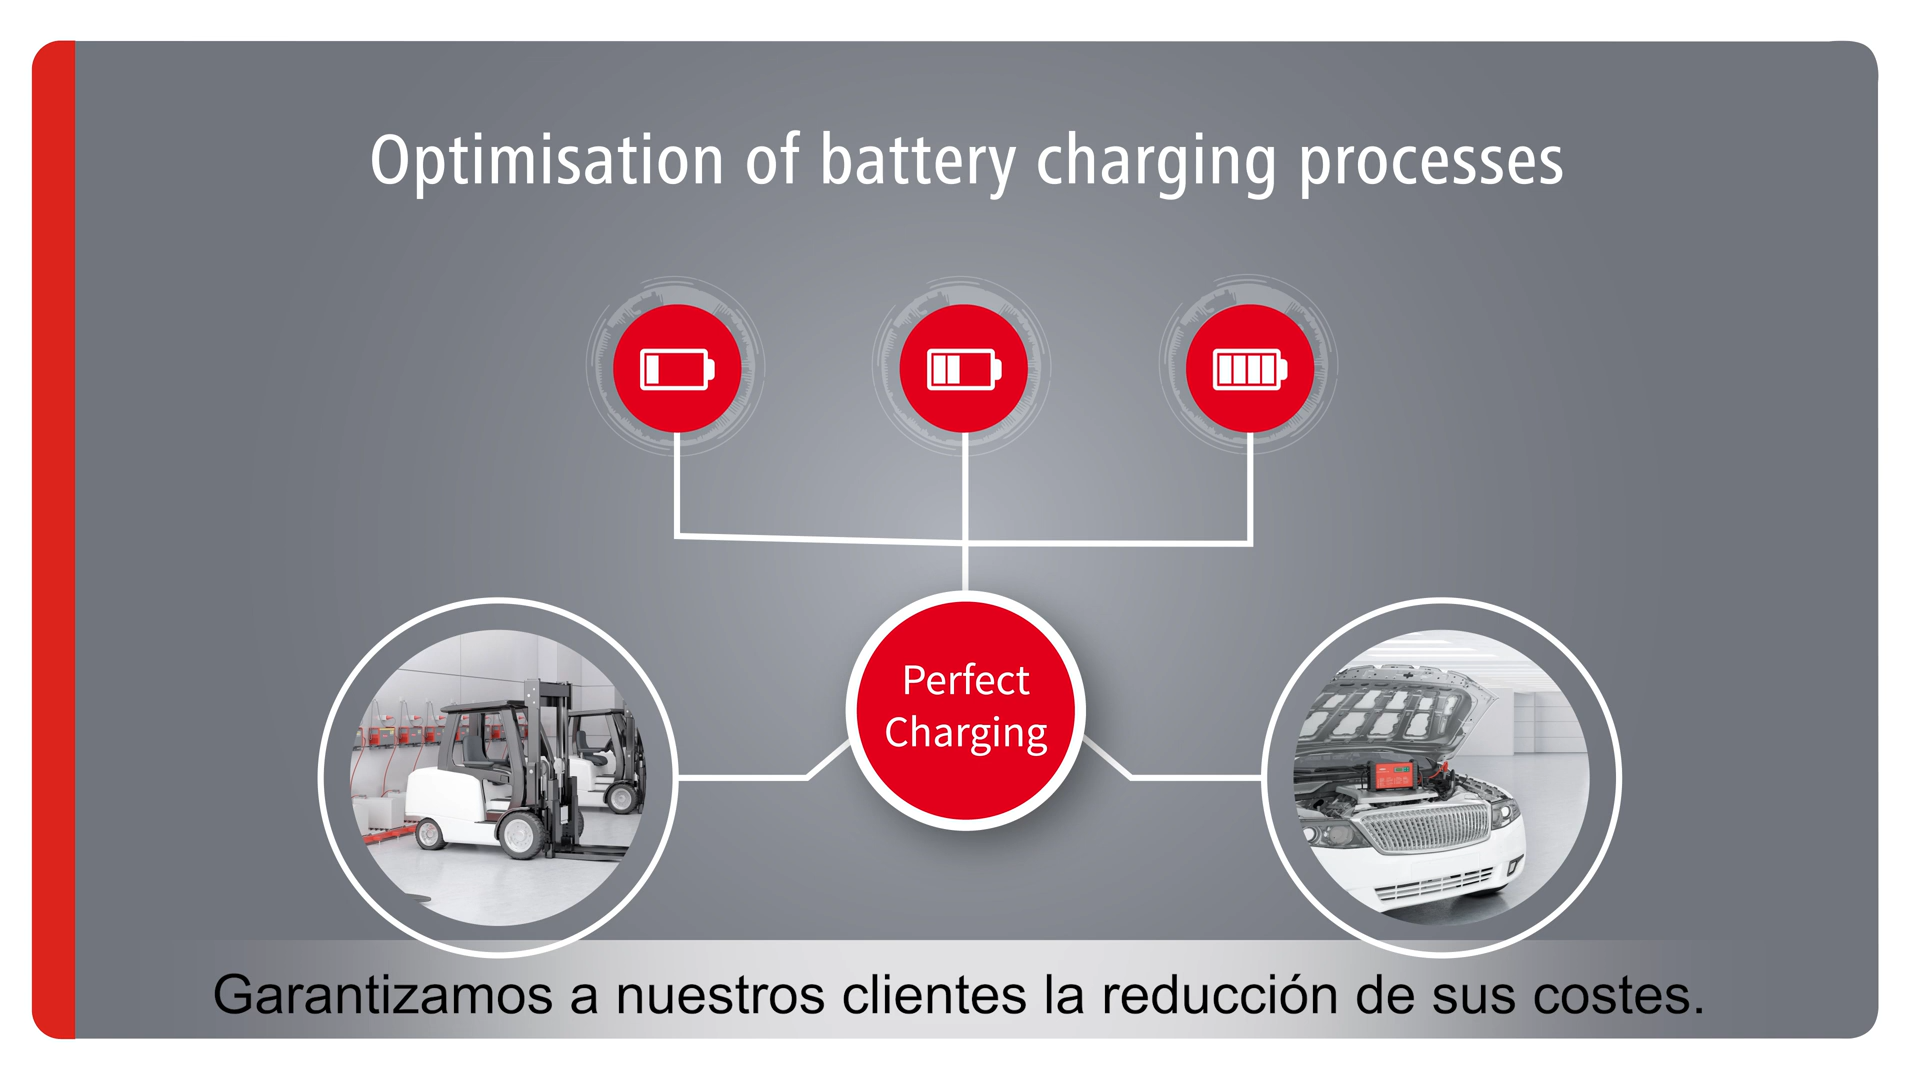 Optimisation of battery charging processes
Perfect
Charging
Garantizamos a nuestros clientes la reducción de sus costes.